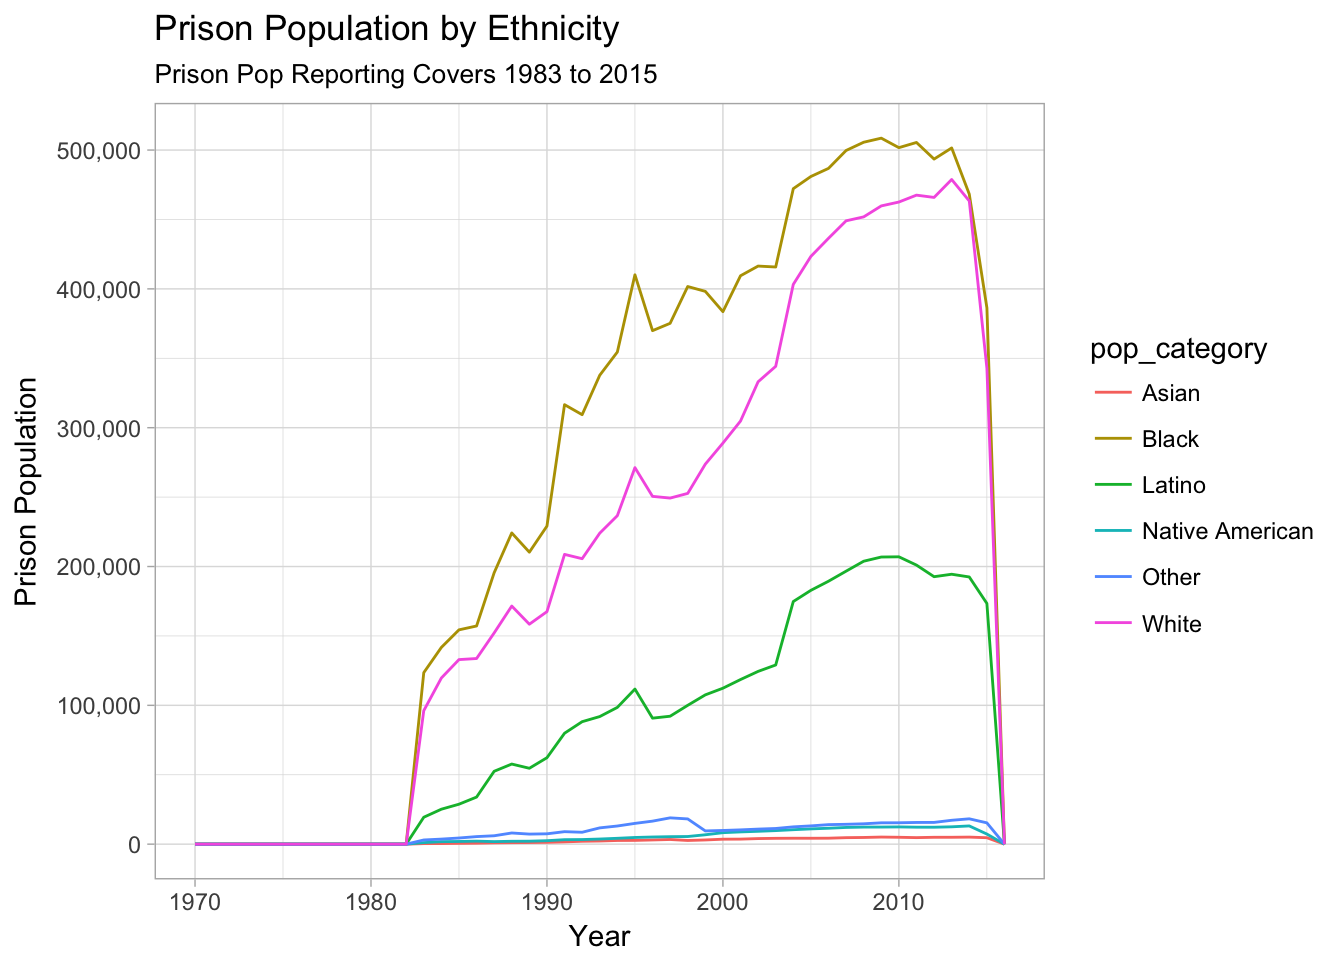 Prison Population by Ethnicity
Prison Pop Reporting Covers 1983 to 2015
500,000
400,000
300,000
200,000
100,000
0
Prison Population
1970 1980 1990 2000 2010
Year
pop_category
Asian
Black
Latino
Native American
Other
White